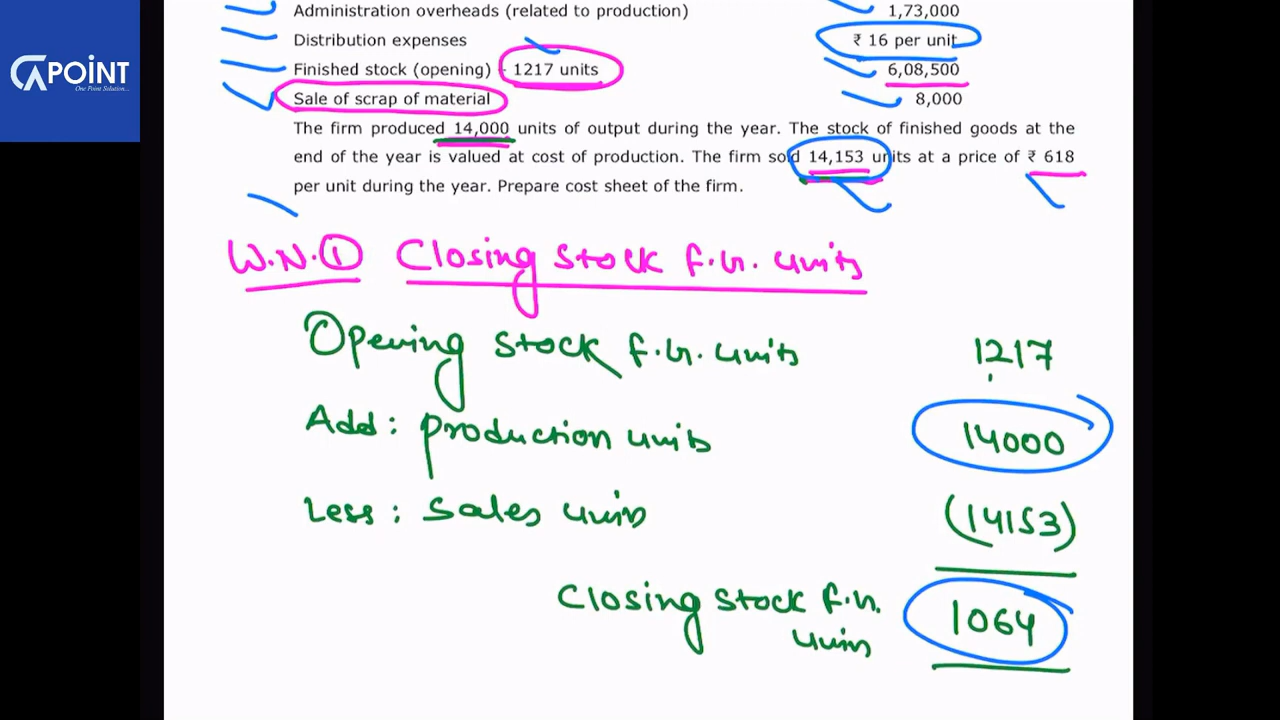 CAPOINT
One Point Solution...
Administration overheads (related to production) 1,73,000
Distribution expenses ₹ 16 per unit
Finished stock (opening) - 1217 units 6,08,500
Sale of scrap of material 8,000
The firm produced 14,000 units of output during the year. The stock of finished goods at the
end of the year is valued at cost of production. The firm sold 14,153 units at a price of ₹ 618
per unit during the year. Prepare cost sheet of the firm.
W.N.① Closing Stock F.G. units
Opening Stock F.G. units 1217
Add: production units 14000
Less: Sales units (14153)
Closing Stock F.G. 1064
units